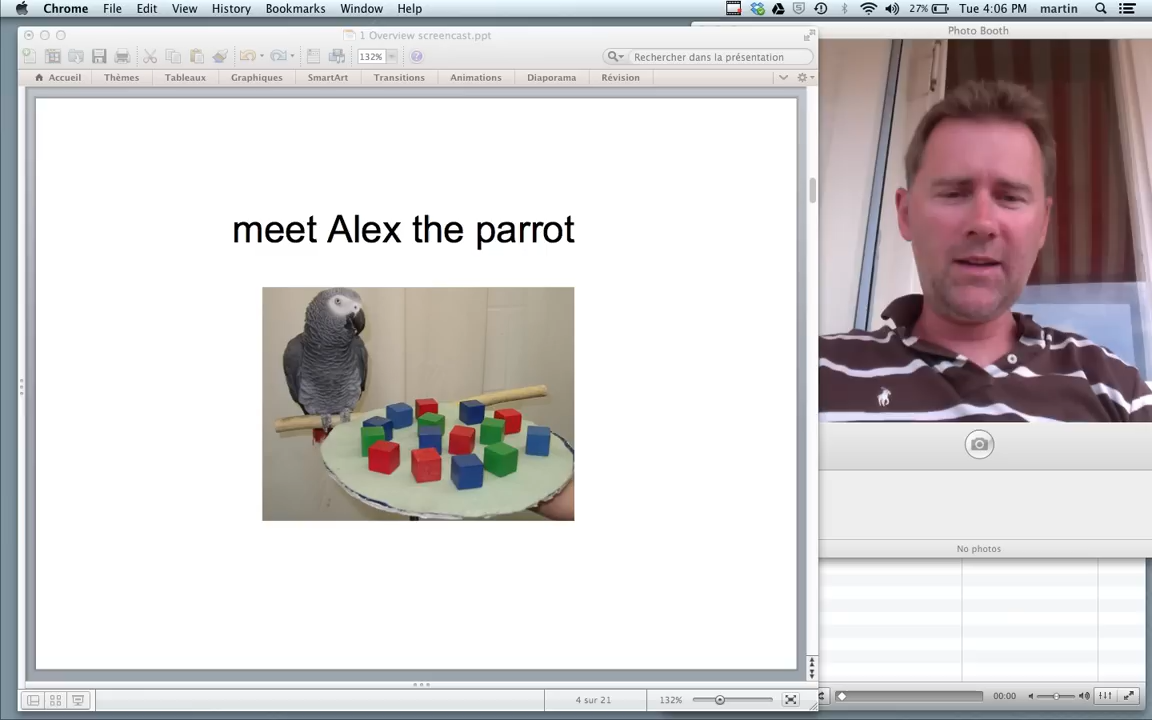 Chrome File Edit View History Bookmarks Window Help 27% Tue 4:06 PM martin
1 Overview screencast.ppt
Photo Booth
132% Rechercher dans la présentation
Accueil Thèmes Tableaux Graphiques SmartArt Transitions Animations Diaporama Révision
meet Alex the parrot
No photos
4 sur 21 132%
00:00